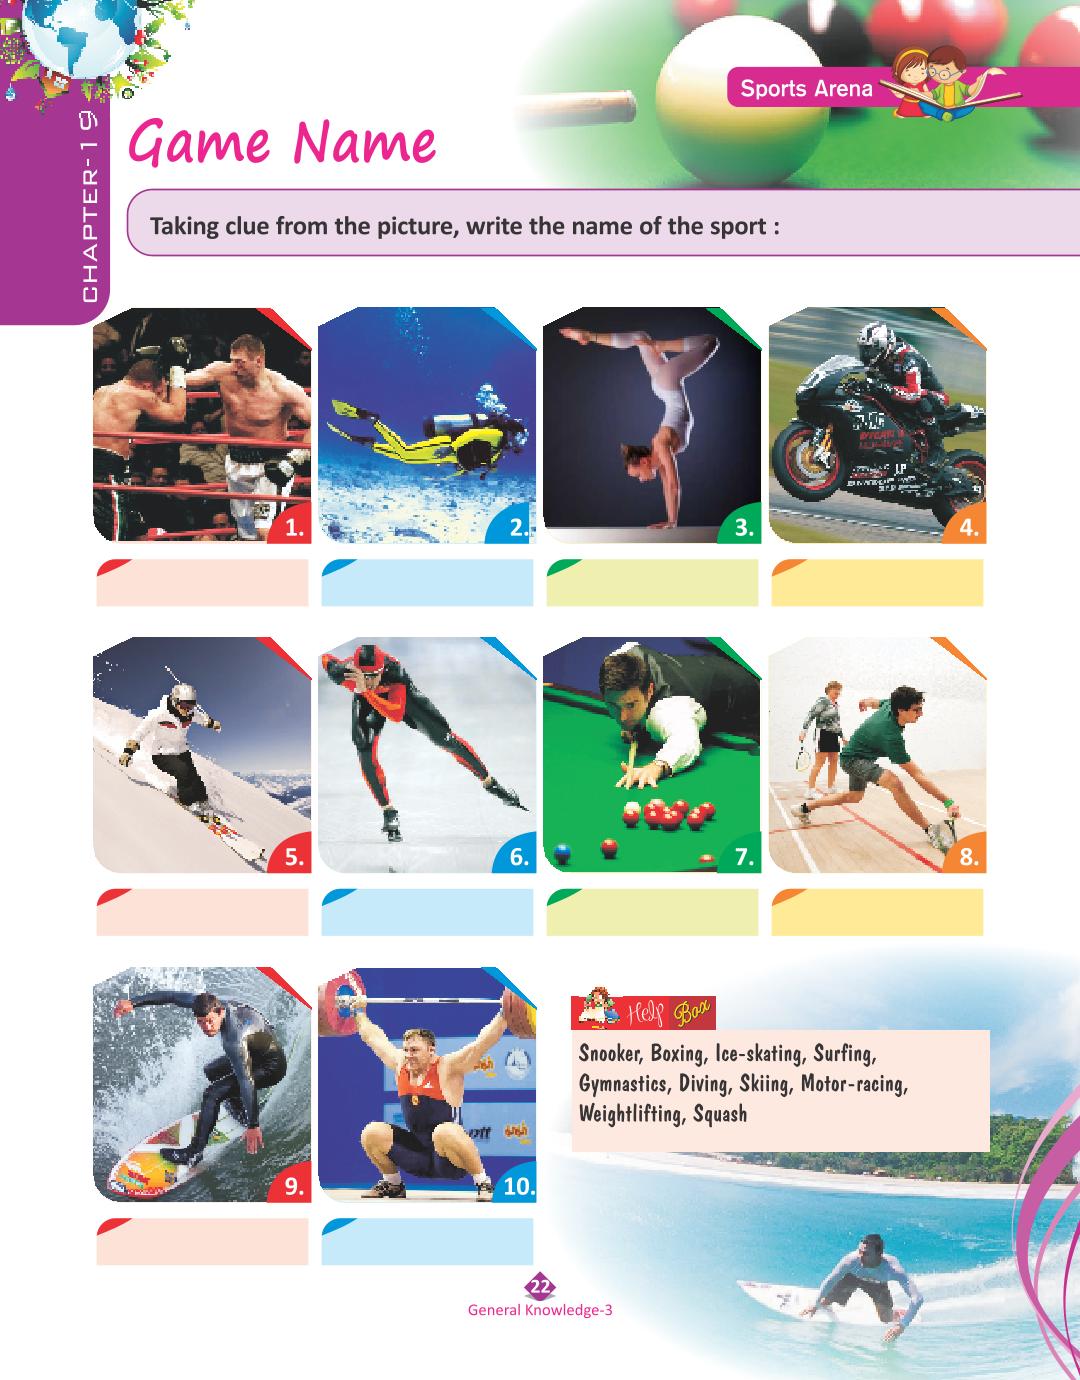 CHAPTER-19
Sports Arena
Game Name
Taking clue from the picture, write the name of the sport :
1.
2.
3.
4.
5.
6.
7.
8.
9.
10.
Help Box
Snooker, Boxing, Ice-skating, Surfing,
Gymnastics, Diving, Skiing, Motor-racing,
Weightlifting, Squash
22
General Knowledge-3